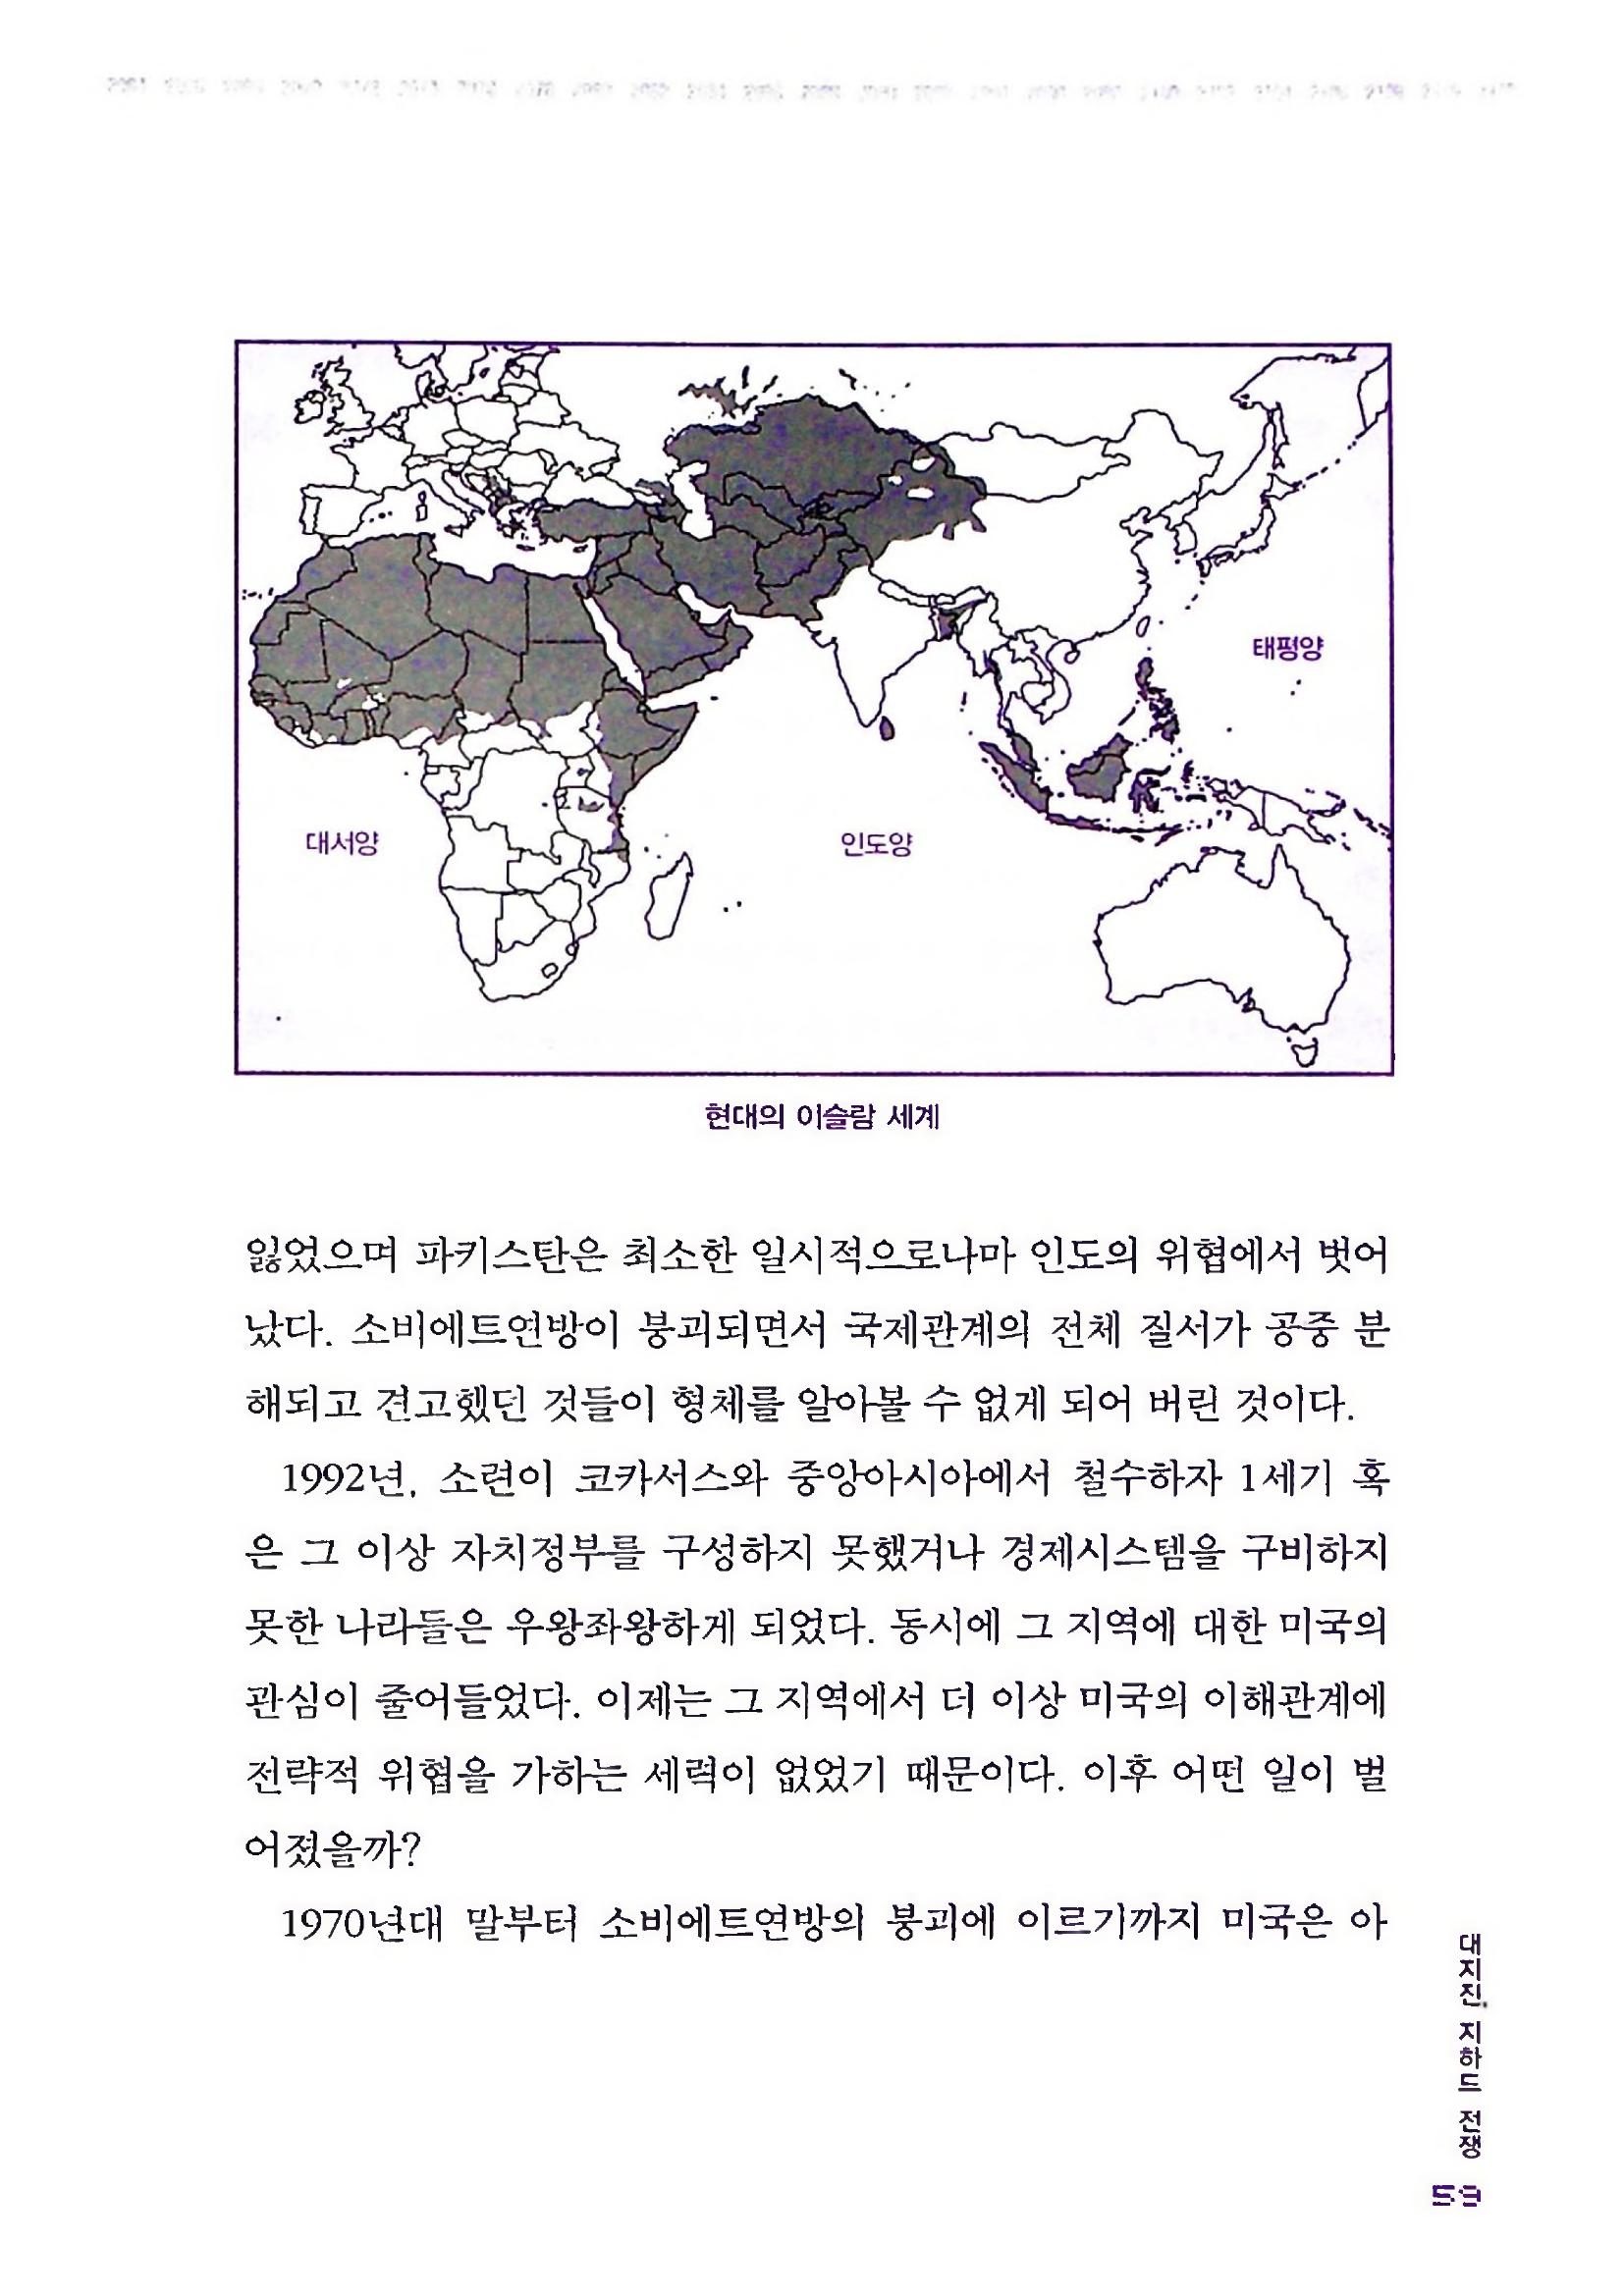 태평양
대서양
인도양
현대의 이슬람 세계
잃었으며 파키스탄은 최소한 일시적으로나마 인도의 위협에서 벗어
났다. 소비에트연방이 붕괴되면서 국제관계의 전체 질서가 공중 분
해되고 견고했던 것들이 형체를 알아볼 수 없게 되어 버린 것이다.
1992년, 소련이 코카서스와 중앙아시아에서 철수하자 1세기 혹
은 그 이상 자치정부를 구성하지 못했거나 경제시스템을 구비하지
못한 나라들은 우왕좌왕하게 되었다. 동시에 그 지역에 대한 미국의
관심이 줄어들었다. 이제는 그 지역에서 더 이상 미국의 이해관계에
전략적 위협을 가하는 세력이 없었기 때문이다. 이후 어떤 일이 벌
어졌을까?
1970년대 말부터 소비에트연방의 붕괴에 이르기까지 미국은 아
대지진, 지하드 전쟁
59